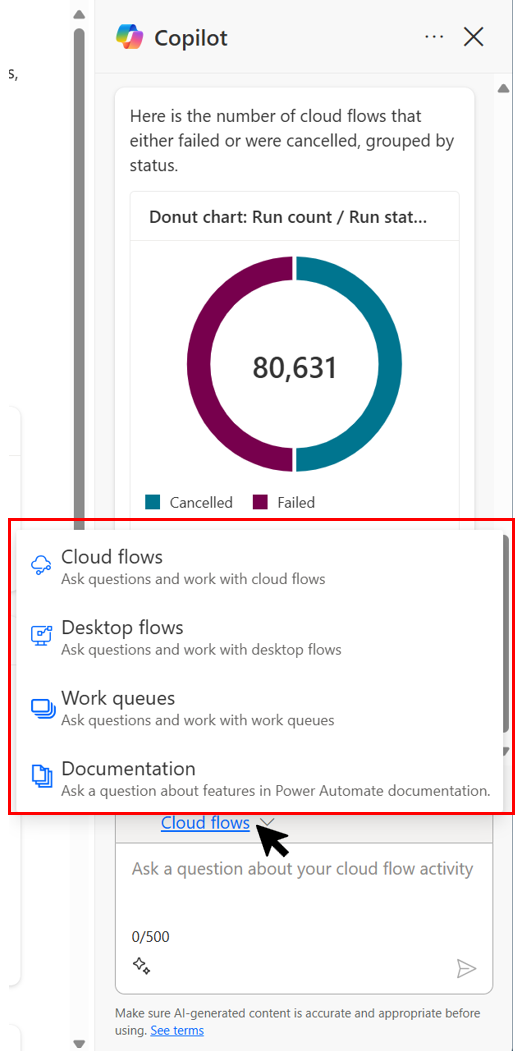 s,
Copilot
Here is the number of cloud flows that
either failed or were cancelled, grouped by
status.
Donut chart: Run count / Run stat...
80,631
Cancelled Failed
Cloud flows
Ask questions and work with cloud flows
Desktop flows
Ask questions and work with desktop flows
Work queues
Ask questions and work with work queues
Documentation
Ask a question about features in Power Automate documentation.
Cloud flows
Ask a question about your cloud flow activity
0/500
Make sure AI-generated content is accurate and appropriate before
using. See terms